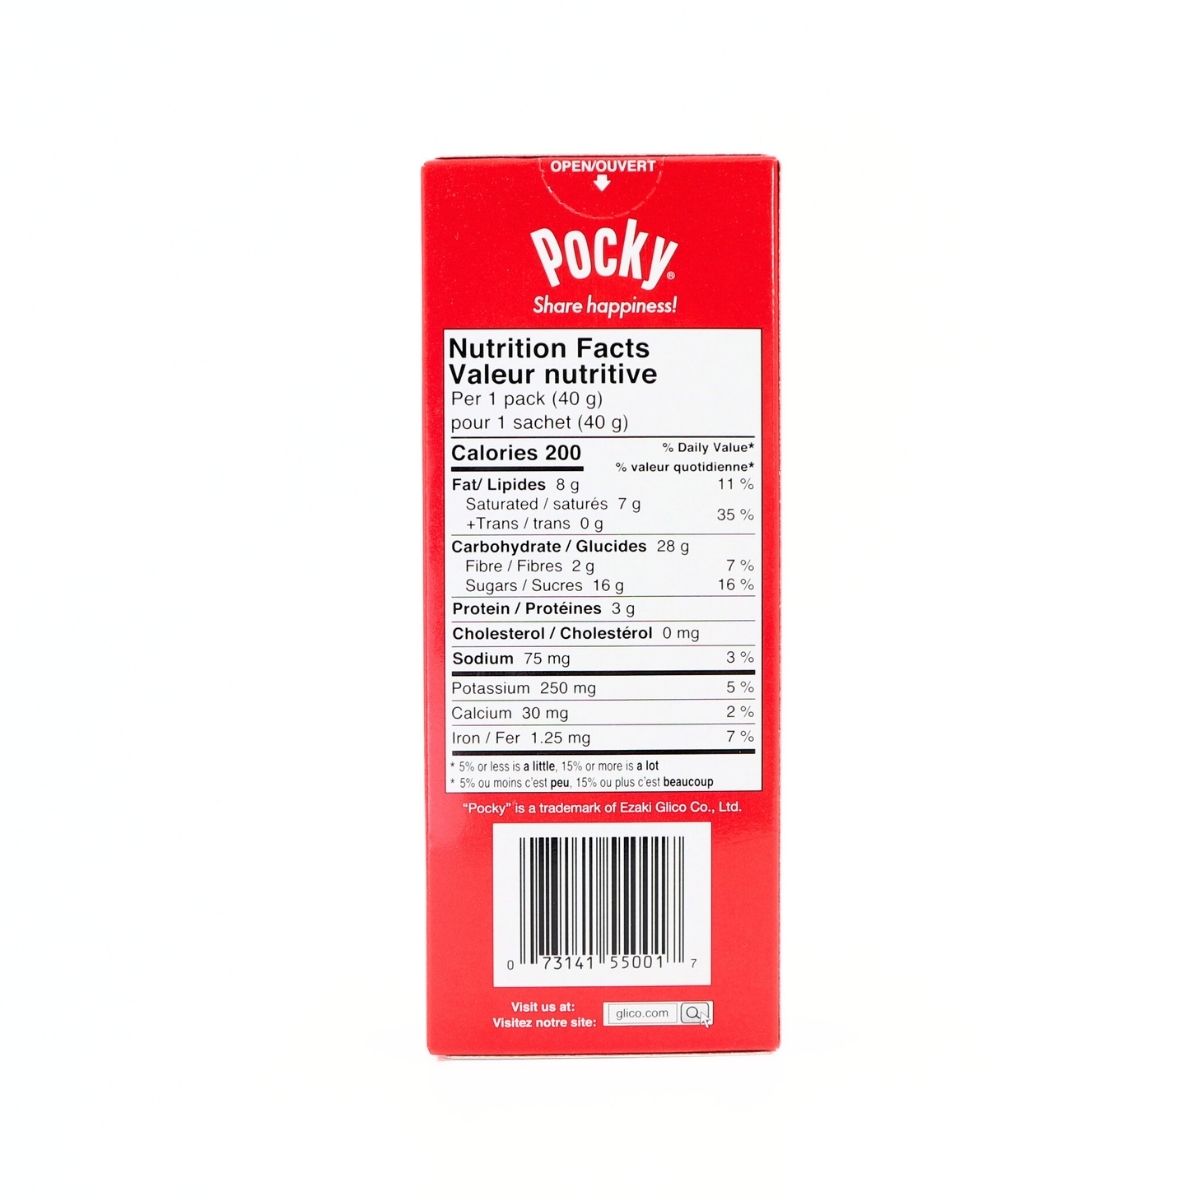 OPEN/OUVERT
Pocky®
Share happiness!
Nutrition Facts
Valeur nutritive
Per 1 pack (40 g)
pour 1 sachet (40 g)
Calories 200
% Daily Value*
% valeur quotidienne*
Fat/ Lipides 8 g 11 %
Saturated / saturés 7 g
+Trans / trans 0 g
35 %
Carbohydrate / Glucides 28 g
Fibre / Fibres 2 g 7 %
Sugars / Sucres 16 g 16 %
Protein / Protéines 3 g
Cholesterol / Cholestérol 0 mg
Sodium 75 mg 3 %
Potassium 250 mg 5 %
Calcium 30 mg 2 %
Iron / Fer 1.25 mg 7 %
* 5% or less is a little, 15% or more is a lot
* 5% ou moins c'est peu, 15% ou plus c'est beaucoup
“Pocky” is a trademark of Ezaki Glico Co., Ltd.
0 73141 55001 7
Visit us at:
Visitez notre site:
glico.com